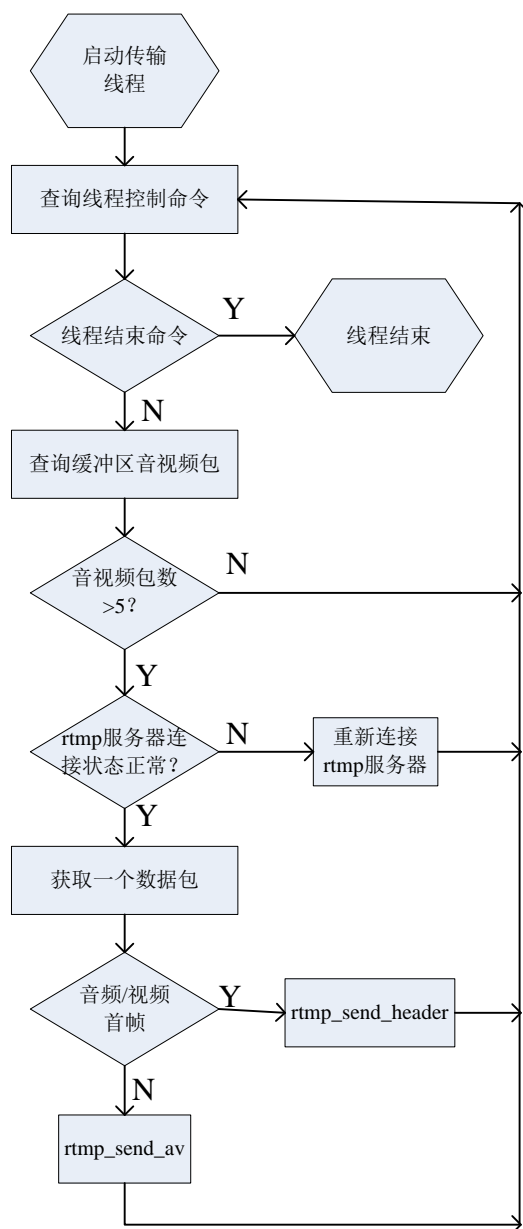 启动传输
线程
查询线程控制命令
线程结束命令
Y
线程结束
N
查询缓冲区音视频包
音视频包数
>5?
N
Y
rtmp服务器连
接状态正常?
N
重新连接
rtmp服务器
Y
获取一个数据包
音频/视频
首帧
Y
rtmp_send_header
N
rtmp_send_av